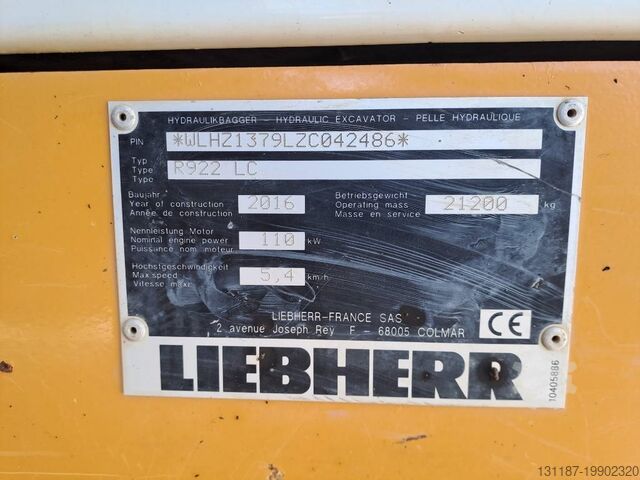 HYDRAULIKBAGGER - HYDRAULIC EXCAVATOR - PELLE HYDRAULIQUE
PIN *WLHZ1379LZC042486*
Typ
Type R922 LC
Type
Baujahr
Year of construction 2016
Année de construction
Betriebsgewicht
Operating mass 21200 kg
Masse en service
Nennleistung Motor
Nominal engine power 110 kW
Puissance nom. moteur
Höchstgeschwindigkeit
Max speed 5,4 km/h
Vitesse maxi
LIEBHERR-FRANCE SAS
2 avenue Joseph Rey F - 68005 COLMAR
CE
LIEBHERR
10405886
131187-19902320